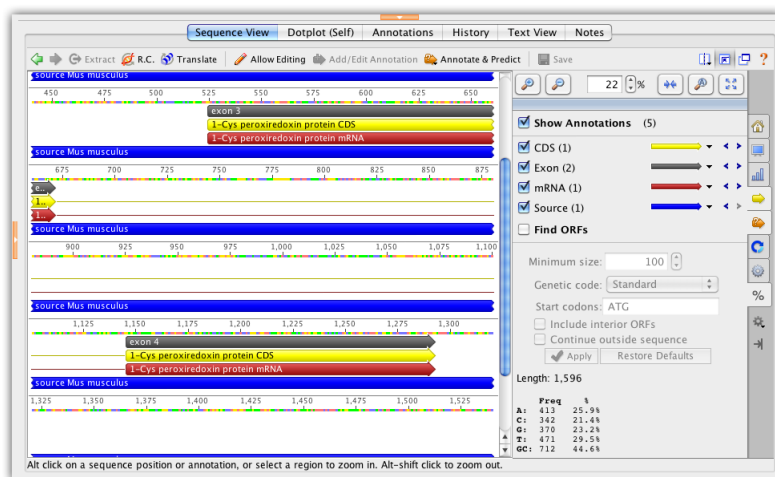 Sequence View Dotplot (Self) Annotations History Text View Notes
Extract R.C. Translate Allow Editing Add/Edit Annotation Annotate & Predict Save ?
source Mus musculus
450 475 500 525 550 575 600 625 650
exon 3
1-Cys peroxiredoxin protein CDS
1-Cys peroxiredoxin protein mRNA
source Mus musculus
675 700 725 750 775 800 825 850 875
e..
1..
1..
source Mus musculus
900 925 950 975 1,000 1,025 1,050 1,075 1,100
source Mus musculus
1,125 1,150 1,175 1,200 1,225 1,250 1,275 1,300
exon 4
1-Cys peroxiredoxin protein CDS
1-Cys peroxiredoxin protein mRNA
source Mus musculus
1,325 1,350 1,375 1,400 1,425 1,450 1,475 1,500 1,525
source Mus musculus
22 %
Show Annotations (5)
CDS (1)
Exon (2)
mRNA (1)
Source (1)
Find ORFs
Minimum size: 100
Genetic code: Standard
Start codons: ATG
Include interior ORFs
Continue outside sequence
Apply Restore Defaults
Length: 1,596
Freq %
A: 413 25.9%
C: 342 21.4%
G: 370 23.2%
T: 471 29.5%
GC: 712 44.6%
%
Alt click on a sequence position or annotation, or select a region to zoom in. Alt-shift click to zoom out.